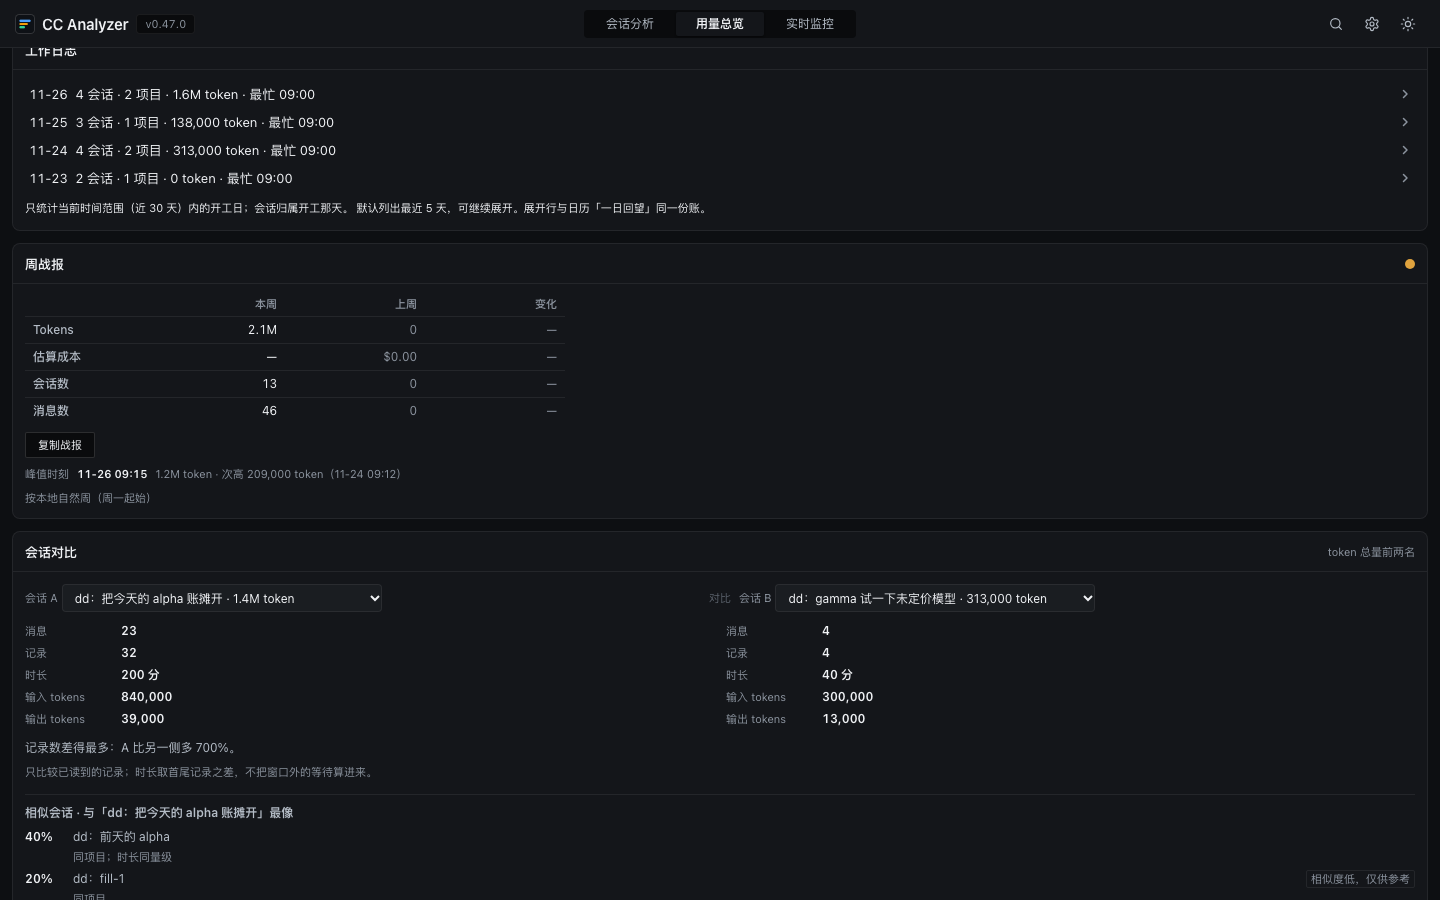 CC Analyzer v0.47.0 会话分析 用量总览 实时监控
工作日志
11-26 4 会话 · 2 项目 · 1.6M token · 最忙 09:00
11-25 3 会话 · 1 项目 · 138,000 token · 最忙 09:00
11-24 4 会话 · 2 项目 · 313,000 token · 最忙 09:00
11-23 2 会话 · 1 项目 · 0 token · 最忙 09:00
只统计当前时间范围（近 30 天）内的开工日；会话归属开工那天。 默认列出最近 5 天，可继续展开。展开行与日历「一日回望」同一份账。
周战报
本周 上周 变化
Tokens 2.1M 0 —
估算成本 — $0.00 —
会话数 13 0 —
消息数 46 0 —
复制战报
峰值时刻 11-26 09:15 1.2M token · 次高 209,000 token（11-24 09:12）
按本地自然周（周一起始）
会话对比 token 总量前两名
会话 A dd：把今天的 alpha 账摊开 · 1.4M token 对比 会话 B dd：gamma 试一下未定价模型 · 313,000 token
消息 23 消息 4
记录 32 记录 4
时长 200 分 时长 40 分
输入 tokens 840,000 输入 tokens 300,000
输出 tokens 39,000 输出 tokens 13,000
记录数差得最多：A 比另一侧多 700%。
只比较已读到的记录；时长取首尾记录之差，不把窗口外的等待算进来。
相似会话 · 与「dd：把今天的 alpha 账摊开」最像
40% dd：前天的 alpha
同项目；时长同量级
20% dd：fill-1 相似度低，仅供参考
同项目